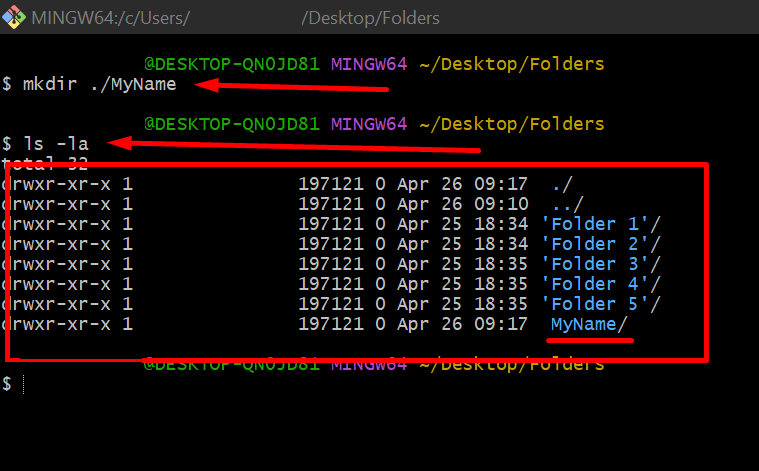 MINGW64:/c/Users/ /Desktop/Folders
@DESKTOP-QN0JD81 MINGW64 ~/Desktop/Folders
$ mkdir ./MyName
@DESKTOP-QN0JD81 MINGW64 ~/Desktop/Folders
$ ls -la
total 32
drwxr-xr-x 1 197121 0 Apr 26 09:17 ./
drwxr-xr-x 1 197121 0 Apr 26 09:10 ../
drwxr-xr-x 1 197121 0 Apr 25 18:34 'Folder 1'/
drwxr-xr-x 1 197121 0 Apr 25 18:34 'Folder 2'/
drwxr-xr-x 1 197121 0 Apr 25 18:35 'Folder 3'/
drwxr-xr-x 1 197121 0 Apr 25 18:35 'Folder 4'/
drwxr-xr-x 1 197121 0 Apr 25 18:35 'Folder 5'/
drwxr-xr-x 1 197121 0 Apr 26 09:17 MyName/
@DESKTOP-QN0JD81 MINGW64 ~/Desktop/Folders
$